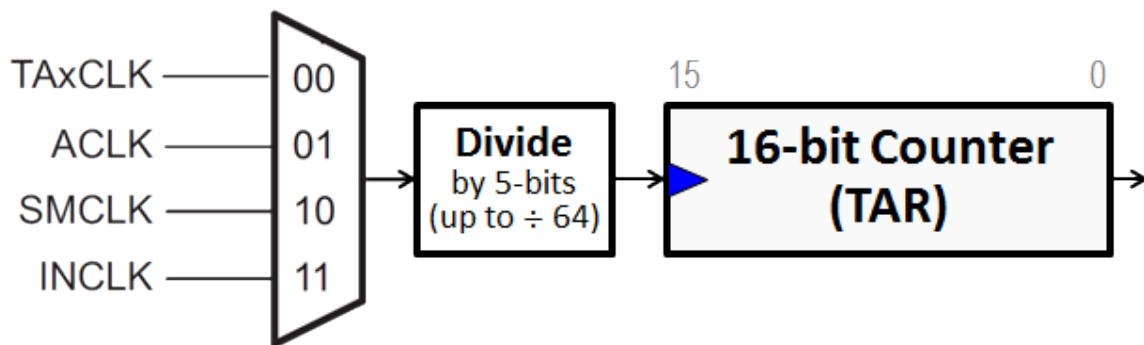 TAxCLK
ACLK
SMCLK
INCLK
00
01
10
11
Divide
by 5-bits
(up to ÷ 64)
15 0
16-bit Counter
(TAR)